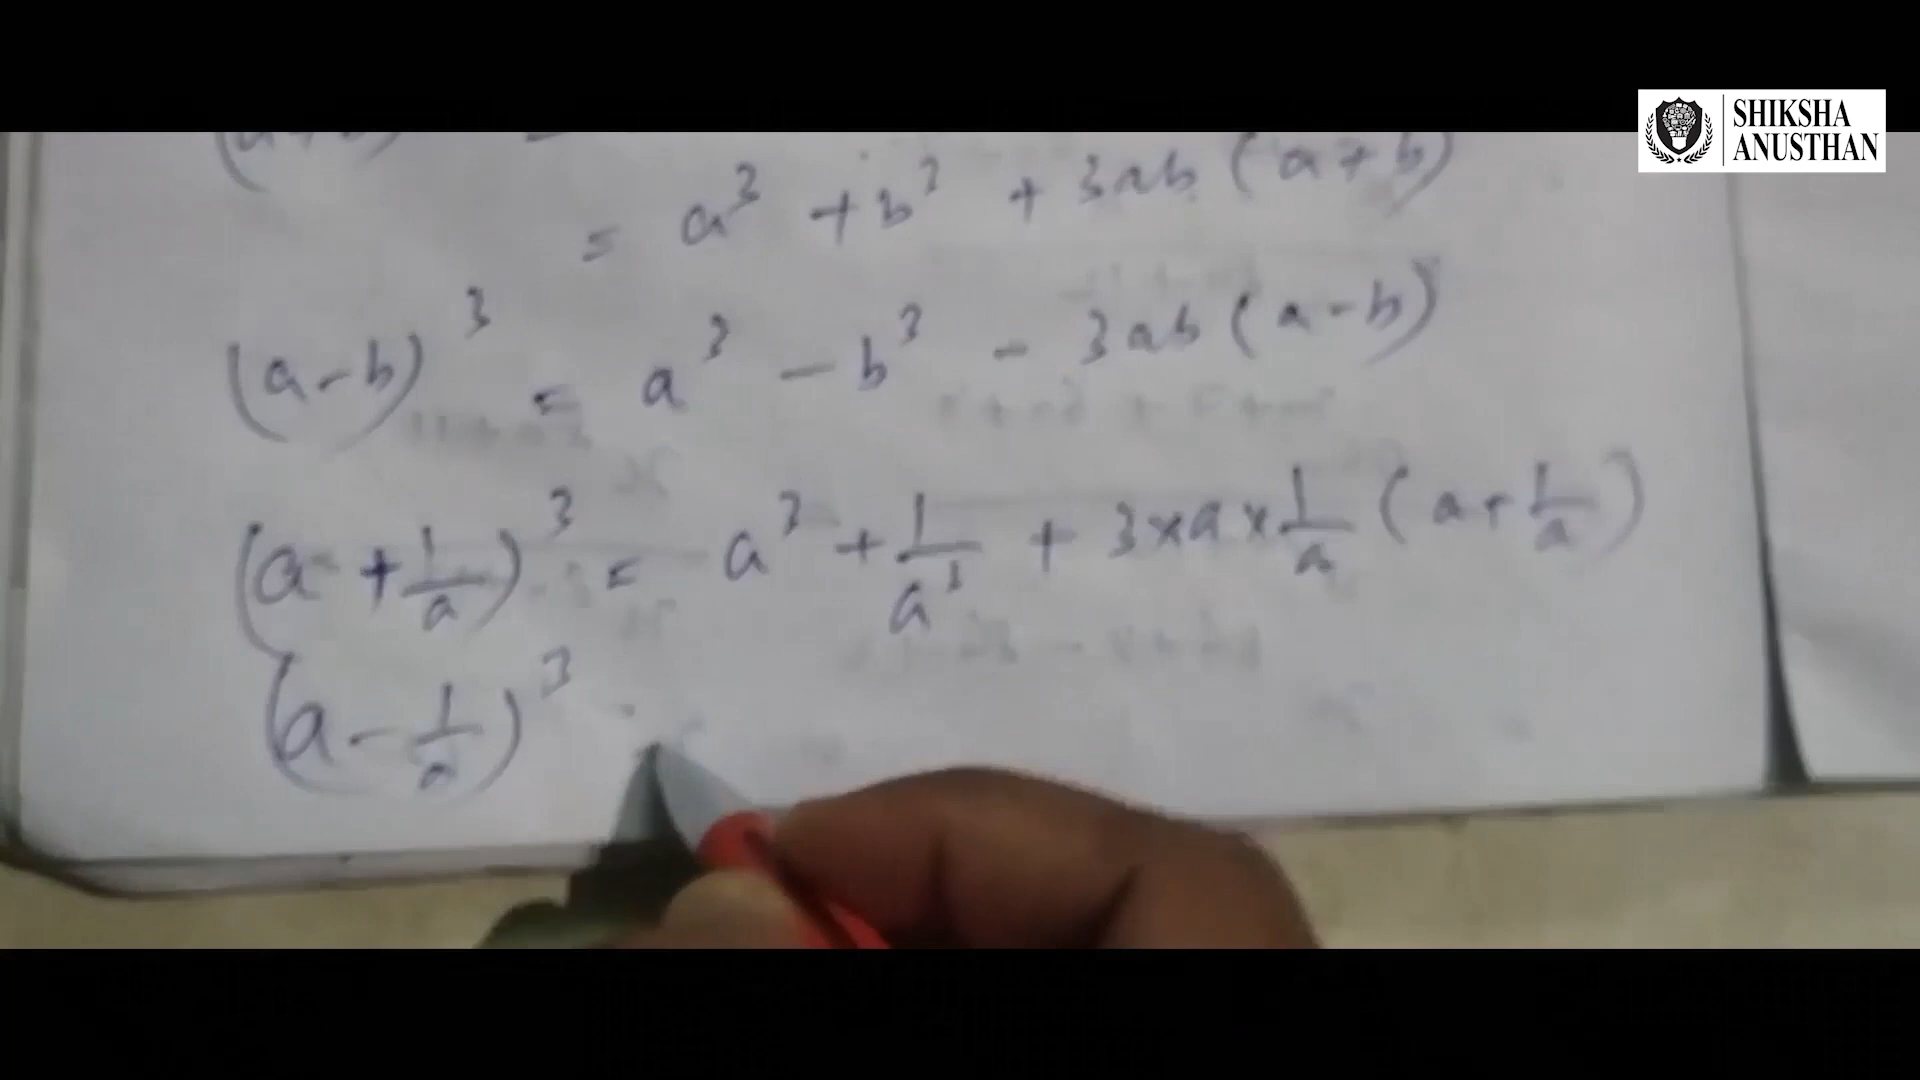 SHIKSHA
ANUSTHAN
= a³ + b³ + 3ab (a + b)
(a - b)³ = a³ - b³ - 3ab (a - b)
(a + 1/a)³ = a³ + 1/a³ + 3×a×1/a (a + 1/a)
(a - 1/a)³